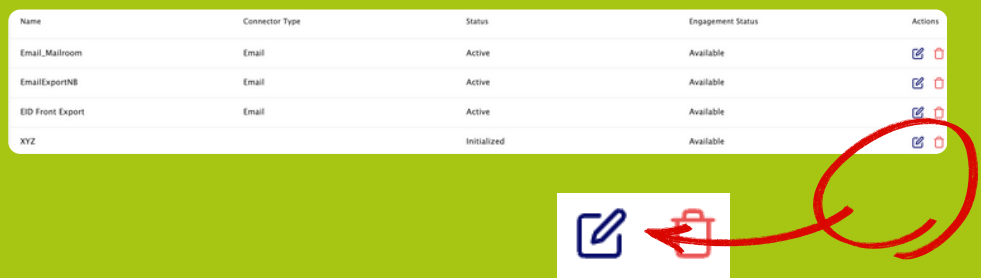 Name Connector Type Status Engagement Status Actions
Email_Mailroom Email Active Available
EmailExportNB Email Active Available
EID Front Export Email Active Available
XYZ Initialized Available